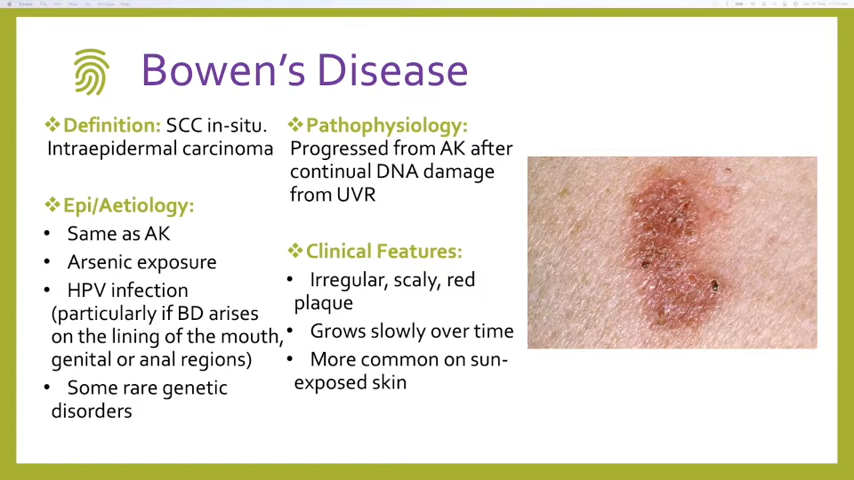 Bowen's Disease
❖Definition: SCC in-situ.
Intraepidermal carcinoma
❖Epi/Aetiology:
• Same as AK
• Arsenic exposure
• HPV infection
(particularly if BD arises
on the lining of the mouth,
genital or anal regions)
• Some rare genetic
disorders
❖Pathophysiology:
Progressed from AK after
continual DNA damage
from UVR
❖Clinical Features:
• Irregular, scaly, red
plaque
• Grows slowly over time
• More common on sun-
exposed skin